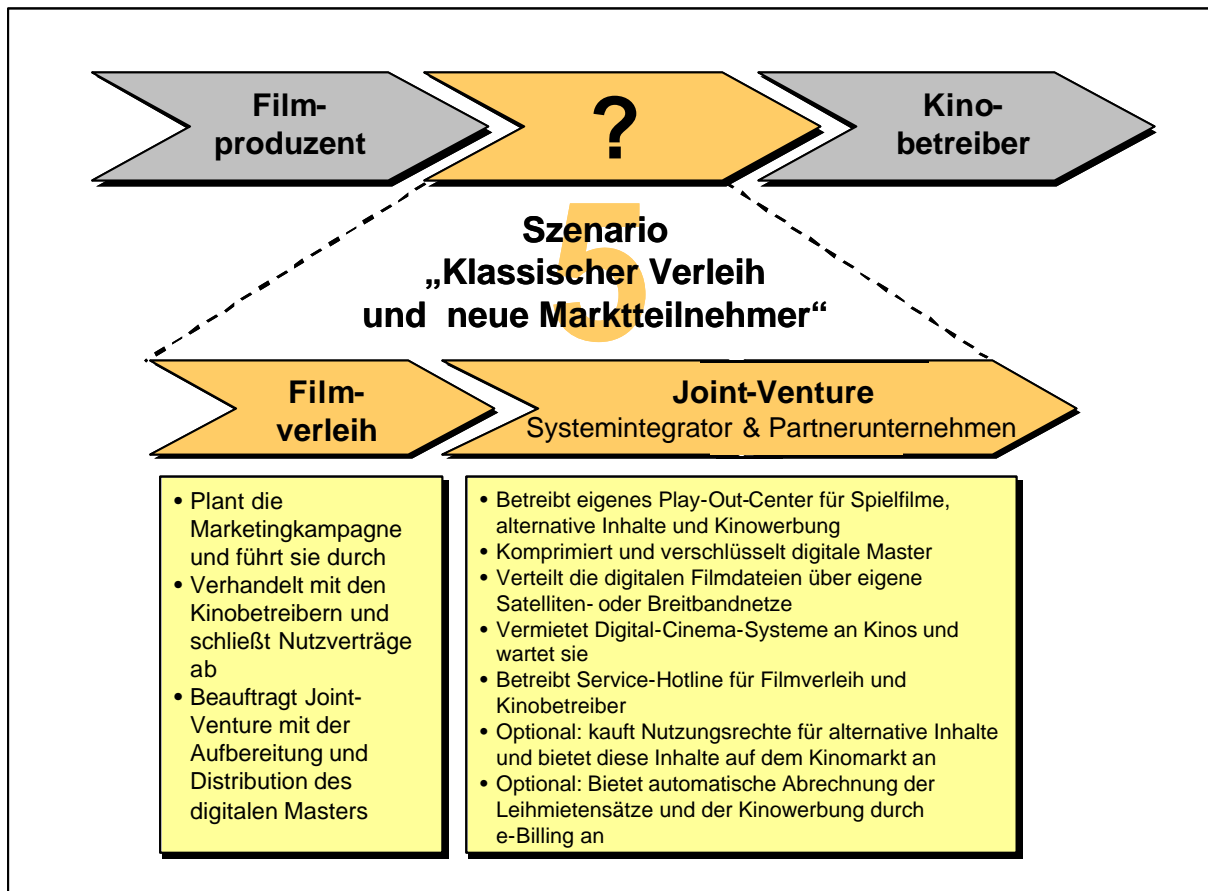 Film-
produzent
?
Kino-
betreiber
5
Szenario
„Klassischer Verleih
und neue Marktteilnehmer“
Film-
verleih
Joint-Venture
Systemintegrator & Partnerunternehmen
• Plant die
Marketingkampagne
und führt sie durch
• Verhandelt mit den
Kinobetreibern und
schließt Nutzverträge
ab
• Beauftragt Joint-
Venture mit der
Aufbereitung und
Distribution des
digitalen Masters
• Betreibt eigenes Play-Out-Center für Spielfilme,
alternative Inhalte und Kinowerbung
• Komprimiert und verschlüsselt digitale Master
• Verteilt die digitalen Filmdateien über eigene
Satelliten- oder Breitbandnetze
• Vermietet Digital-Cinema-Systeme an Kinos und
wartet sie
• Betreibt Service-Hotline für Filmverleih und
Kinobetreiber
• Optional: kauft Nutzungsrechte für alternative Inhalte
und bietet diese Inhalte auf dem Kinomarkt an
• Optional: Bietet automatische Abrechnung der
Leihmietensätze und der Kinowerbung durch
e-Billing an